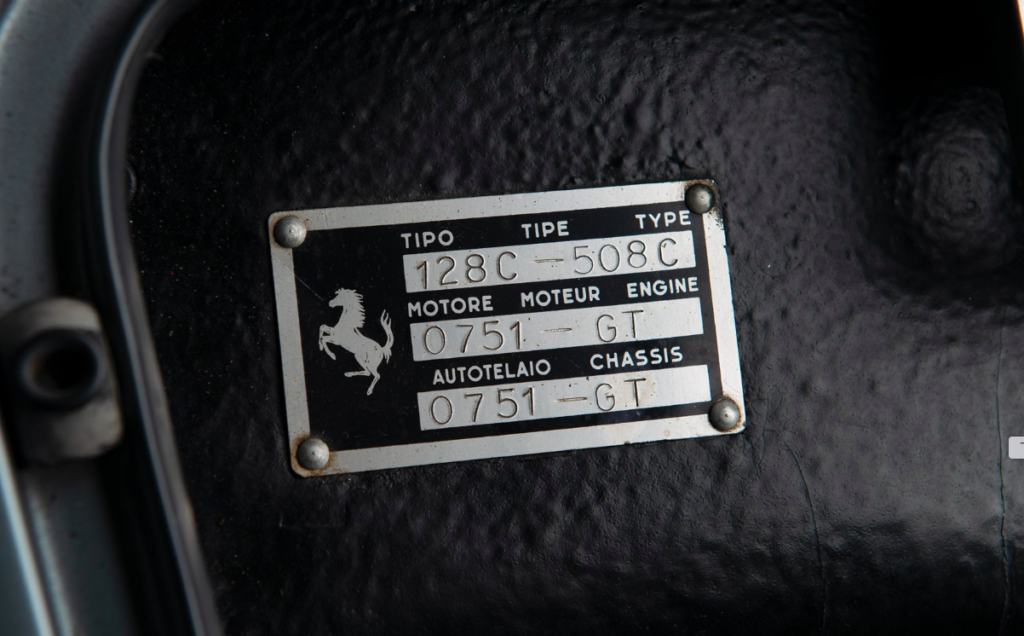 TIPO TIPE TYPE
128C - 508C
MOTORE MOTEUR ENGINE
0751 - GT
AUTOTELAIO CHASSIS
0751 - GT